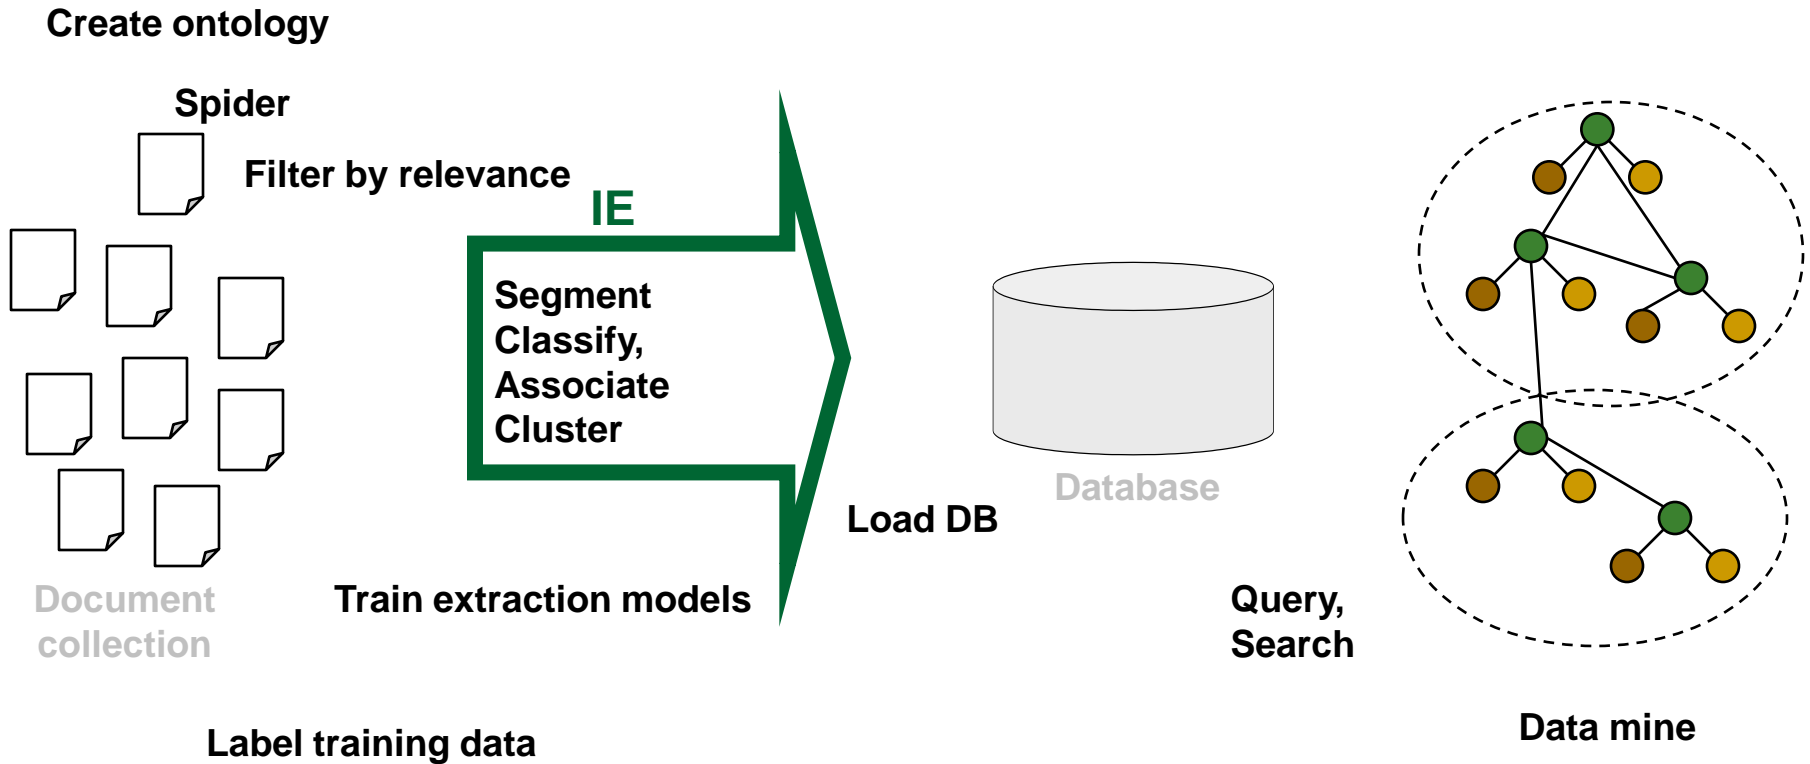 Create ontology
Spider
Filter by relevance
IE
Segment
Classify,
Associate
Cluster
Database
Load DB
Document
collection
Train extraction models
Query,
Search
Label training data
Data mine